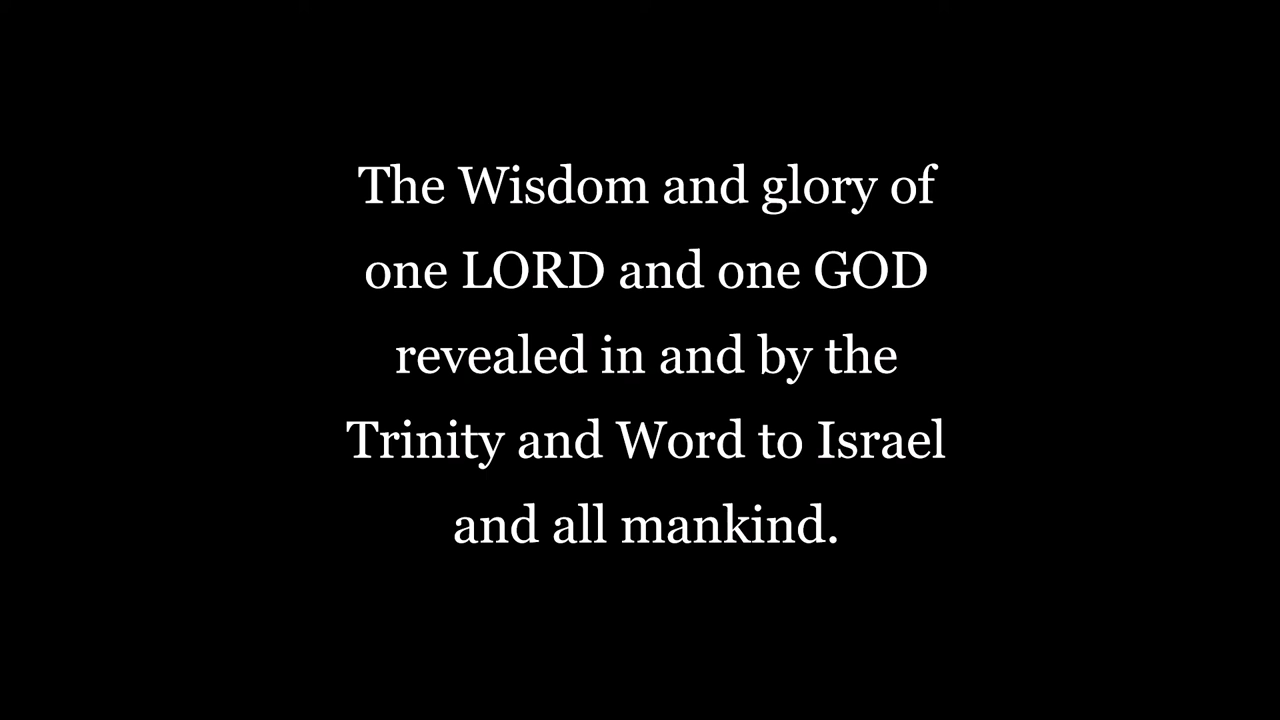 The Wisdom and glory of
one LORD and one GOD
revealed in and by the
Trinity and Word to Israel
and all mankind.